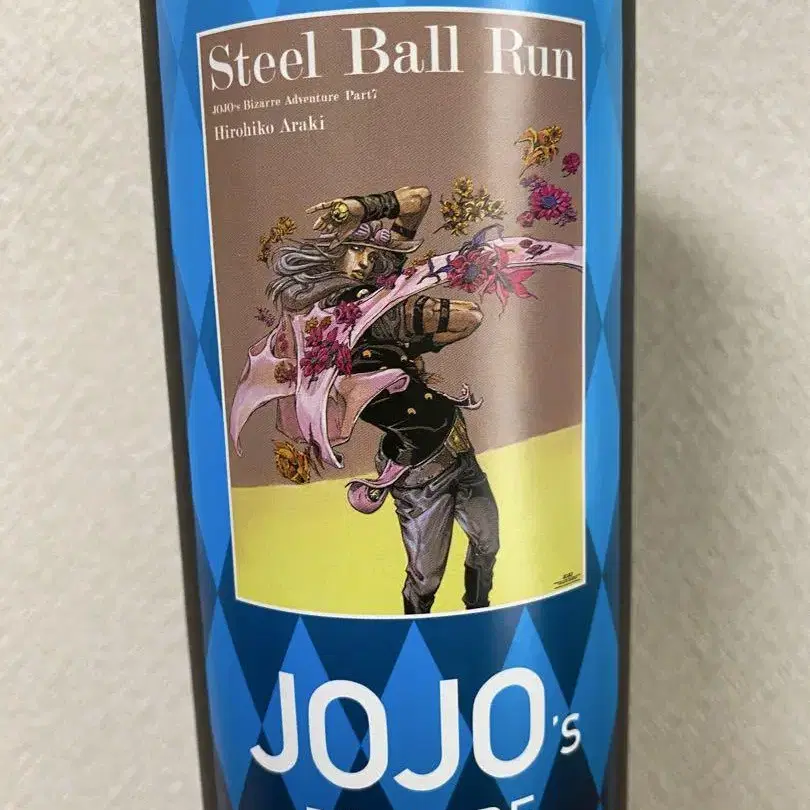 Steel Ball Run
JOJO's Bizarre Adventure Part7
Hirohiko Araki
JOJO's